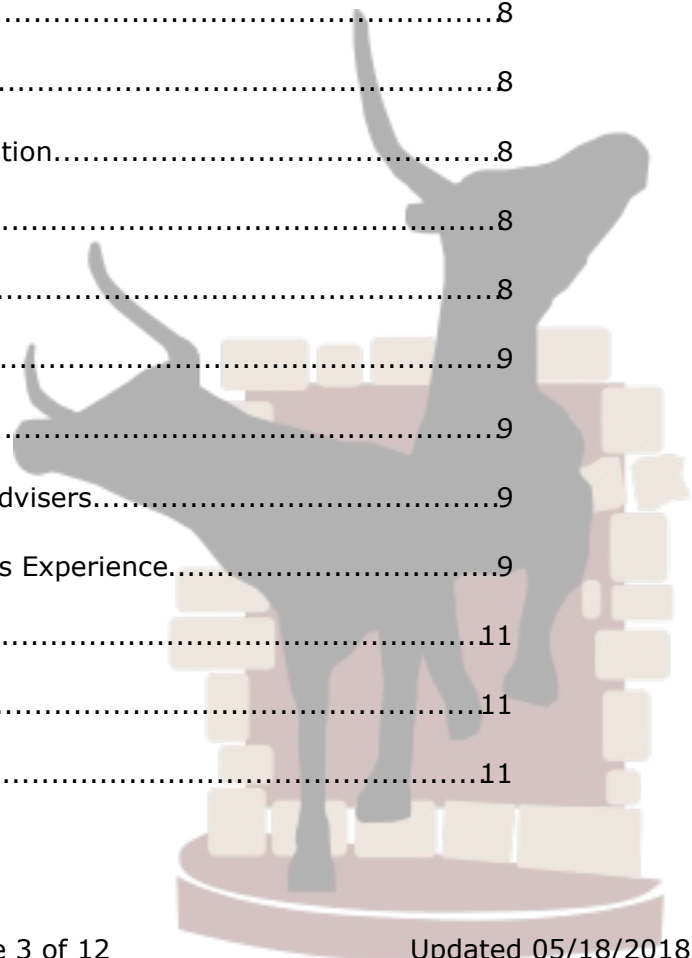 ........................................8
........................................8
tion........................................8
........................................8
........................................8
........................................9
........................................9
dvisers........................................9
s Experience........................................9
........................................11
........................................11
........................................11
e 3 of 12 Updated 05/18/2018